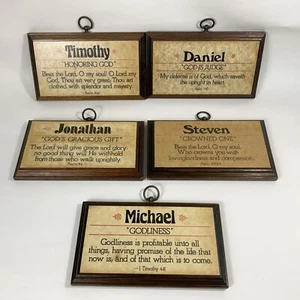 Timothy
"HONORING GOD"
Bless the Lord, O my soul! O Lord my
God, Thou art very great; Thou art
clothed with splendor and majesty.
Daniel
"GOD IS JUDGE"
My defense is of God, which saveth
the upright in heart.
Jonathan
"GOD'S GRACIOUS GIFT"
The Lord will give grace and glory:
no good thing will He withhold
from those who walk uprightly.
Steven
"CROWNED ONE"
Bless the Lord, O my soul...
Who crowns you with
lovingkindness and compassion.
Michael
"GODLINESS"
Godliness is profitable unto all
things, having promise of the life that
now is, and of that which is to come.
—I Timothy 4:8